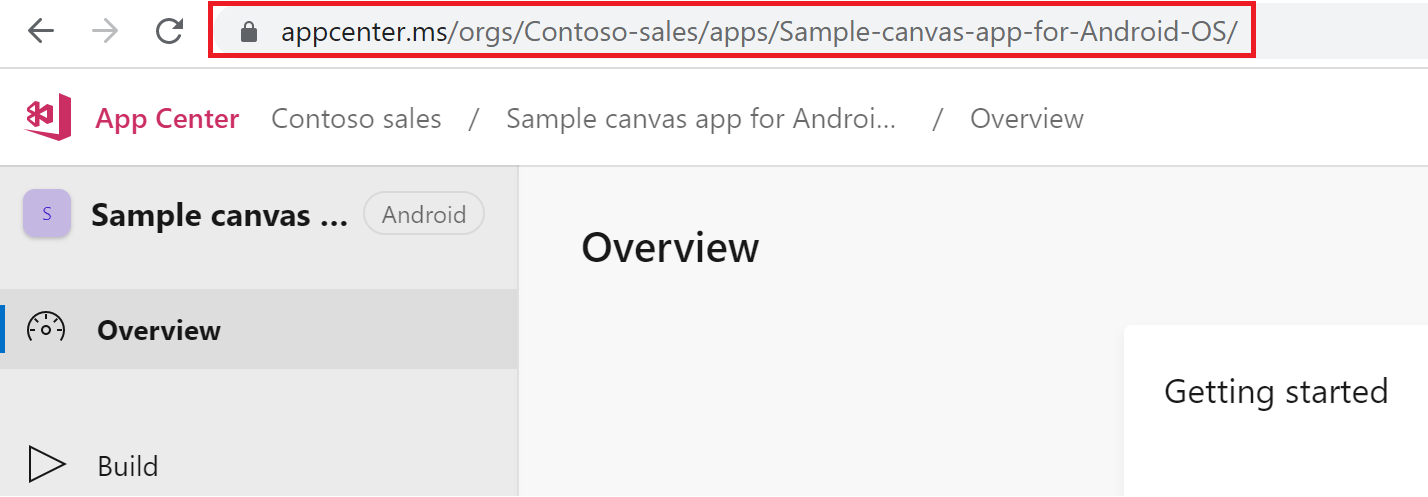 appcenter.ms/orgs/Contoso-sales/apps/Sample-canvas-app-for-Android-OS/
App Center Contoso sales / Sample canvas app for Androi... / Overview
S Sample canvas ... Android
Overview
Overview
Getting started
Build